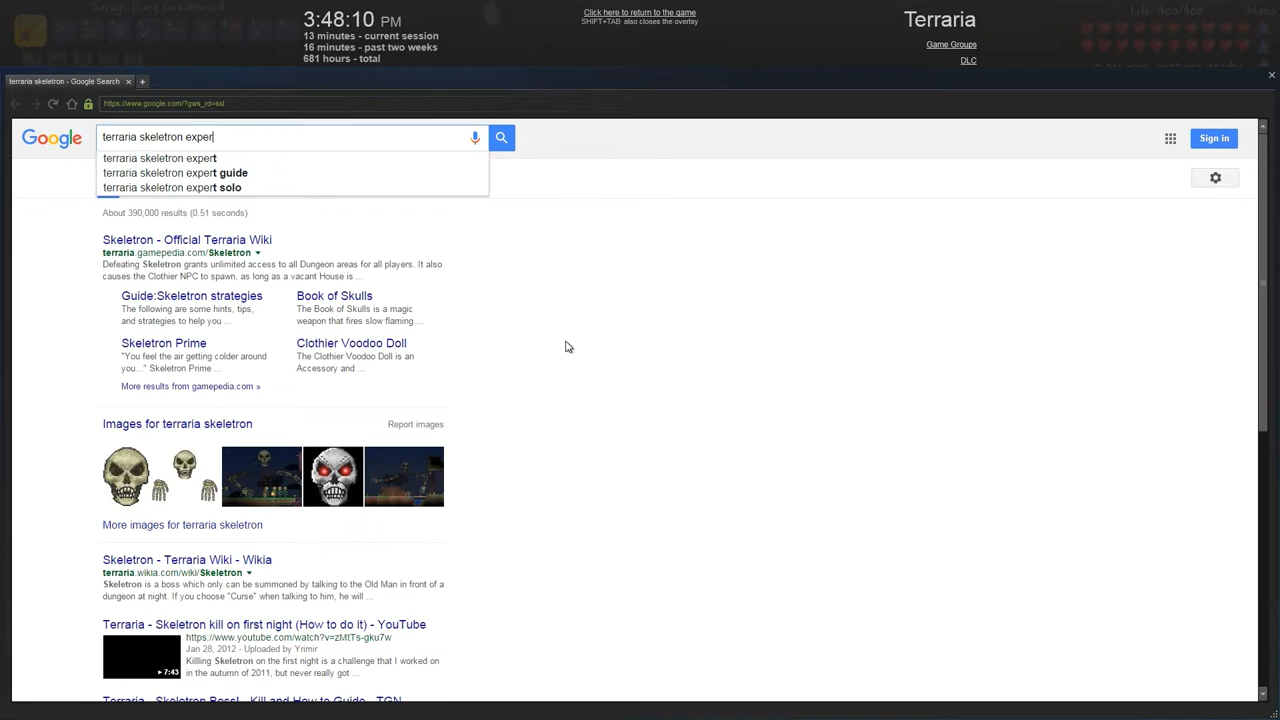 3:48:10 PM
13 minutes - current session
16 minutes - past two weeks
681 hours - total
Click here to return to the game
SHIFT+TAB also closes the overlay
Terraria
Game Groups
DLC
terraria skeletron - Google Search
https://www.google.com/?gws_rd=ssl
Google
terraria skeletron exper
Sign in
terraria skeletron expert
terraria skeletron expert guide
terraria skeletron expert solo
About 390,000 results (0.51 seconds)
Skeletron - Official Terraria Wiki
terraria.gamepedia.com/Skeletron
Defeating Skeletron grants unlimited access to all Dungeon areas for all players. It also
causes the Clothier NPC to spawn, as long as a vacant House is ...
Guide:Skeletron strategies
The following are some hints, tips,
and strategies to help you ...
Book of Skulls
The Book of Skulls is a magic
weapon that fires slow flaming ...
Skeletron Prime
"You feel the air getting colder around
you..." Skeletron Prime ...
Clothier Voodoo Doll
The Clothier Voodoo Doll is an
Accessory and ...
More results from gamepedia.com »
Images for terraria skeletron
Report images
More images for terraria skeletron
Skeletron - Terraria Wiki - Wikia
terraria.wikia.com/wiki/Skeletron
Skeletron is a boss which only can be summoned by talking to the Old Man in front of a
dungeon at night. If you choose "Curse" when talking to him, he will ...
Terraria - Skeletron kill on first night (How to do it) - YouTube
https://www.youtube.com/watch?v=zMtTs-gku7w
Jan 28, 2012 - Uploaded by Yrimir
Killling Skeletron on the first night is a challenge that I worked on
in the autumn of 2011, but never really got ...
7:43
Terraria - Skeletron Boss! - Kill and How to Guide - TGN